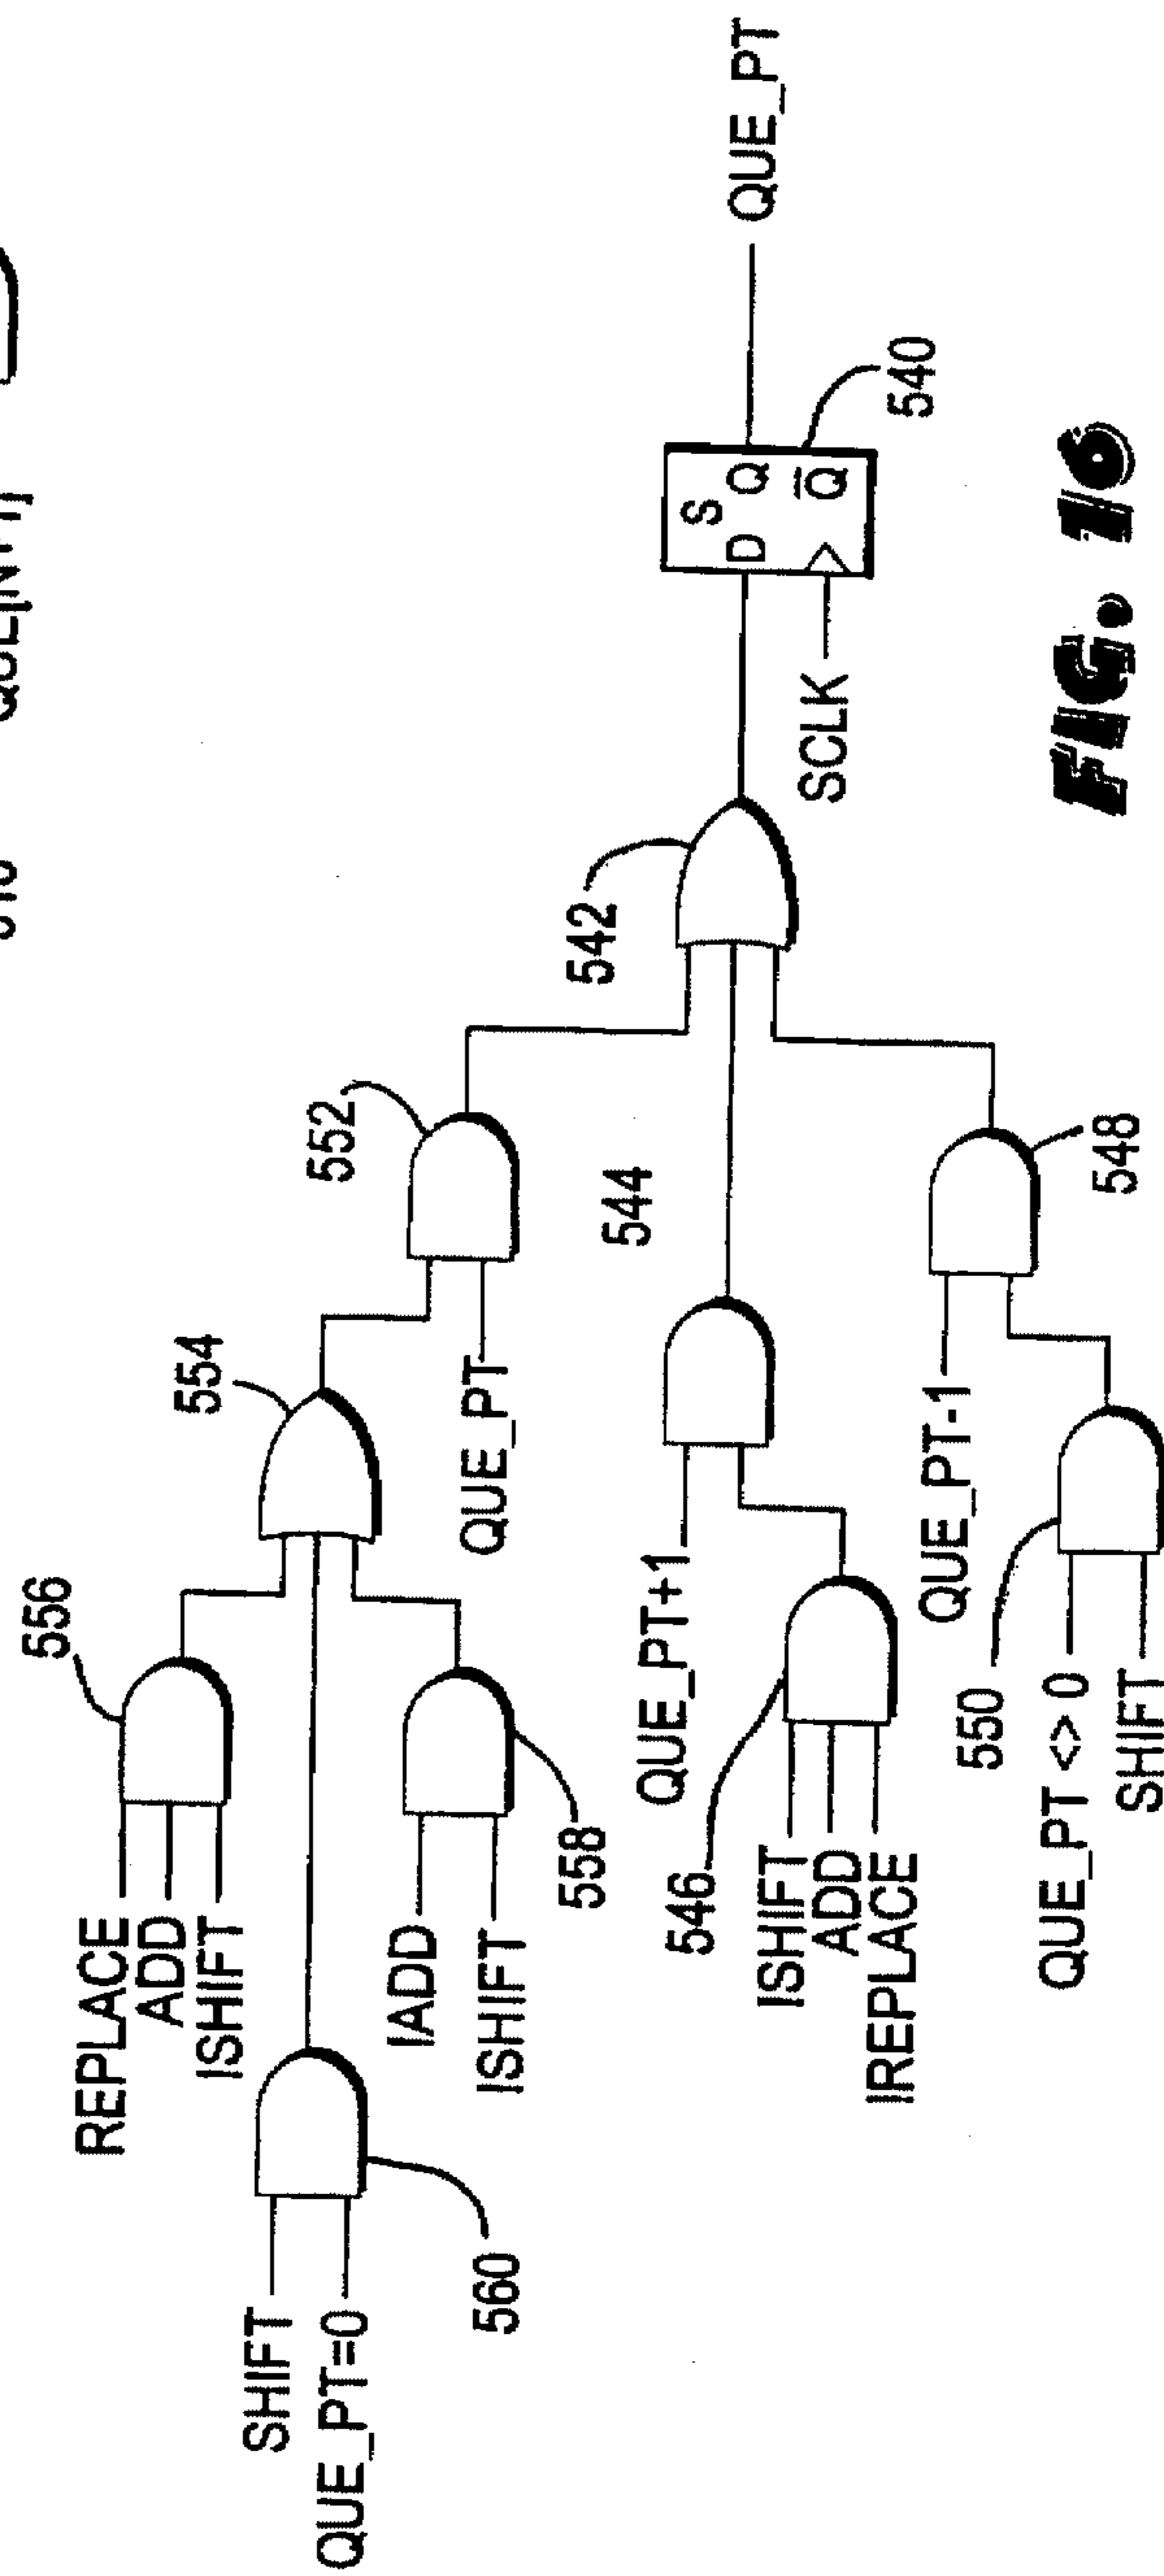 556
REPLACE
ADD
ISHIFT
554
SHIFT
QUE_PT=0
560
552
IADD
ISHIFT
558
QUE_PT
544
542
QUE_PT+1
546
ISHIFT
ADD
IREPLACE
S
D Q
Q
SCLK
540
QUE_PT
QUE_PT-1
548
550
QUE_PT <> 0
SHIFT
FIG. 16